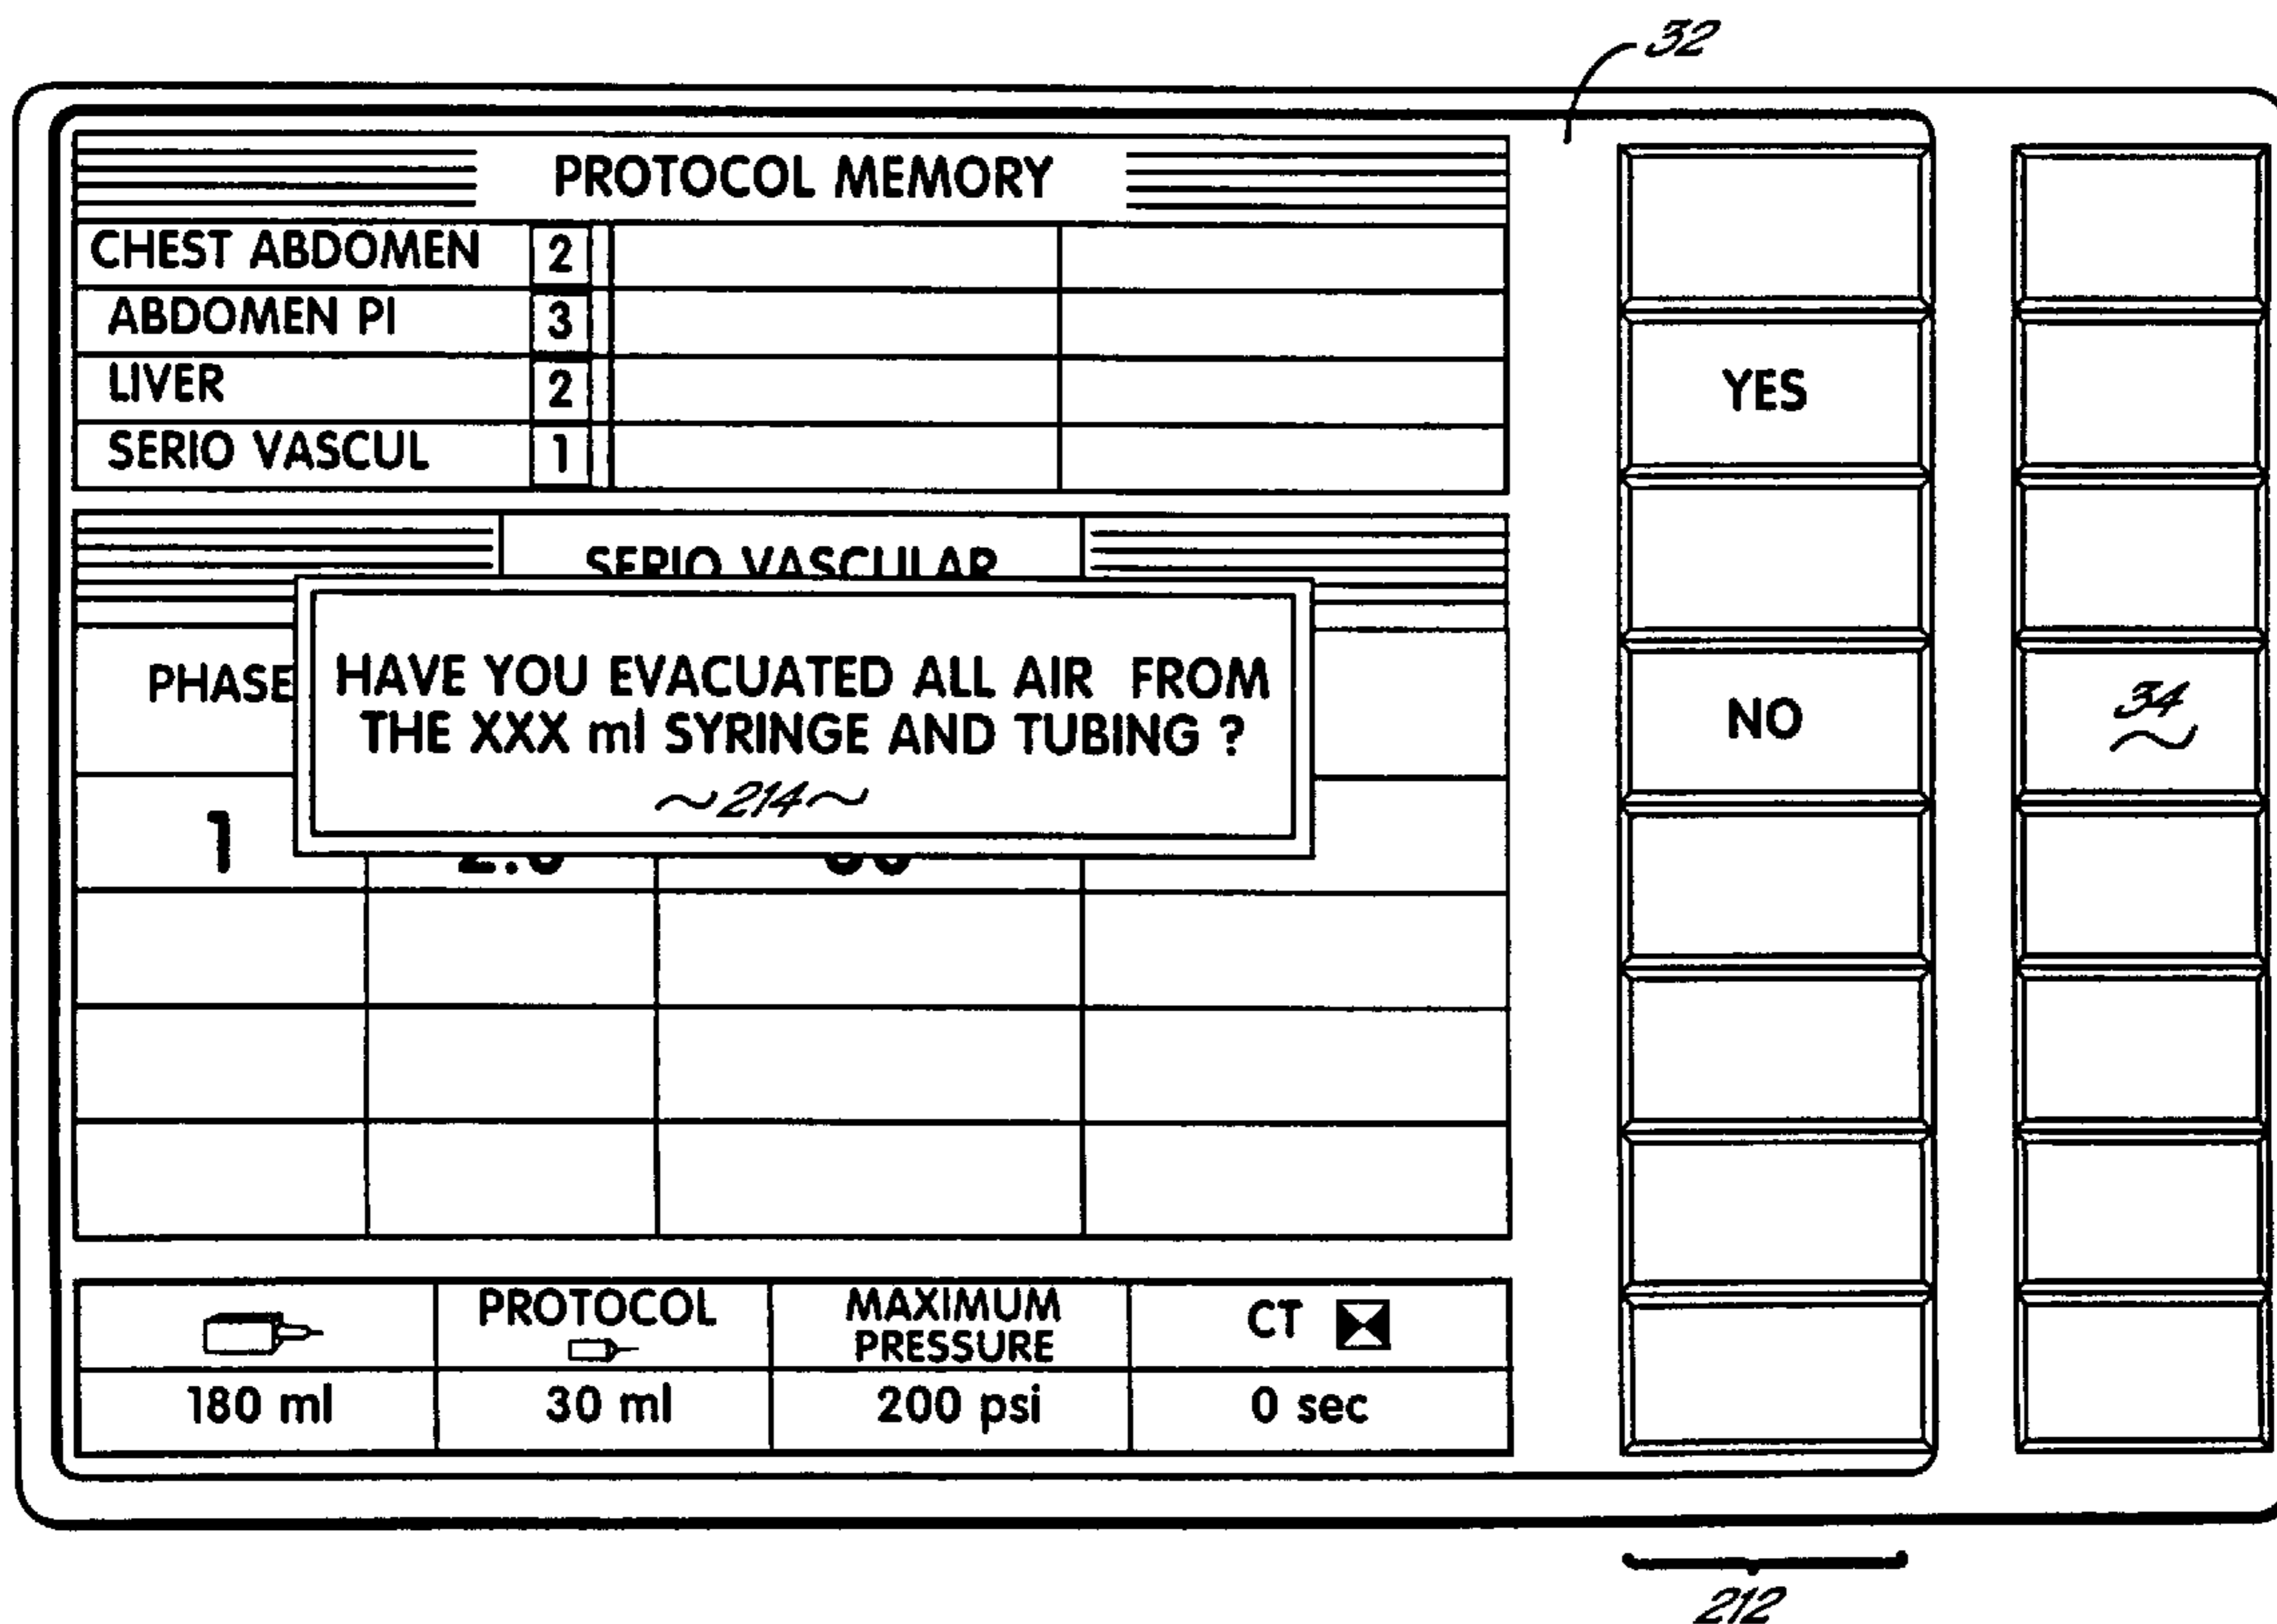 32
PROTOCOL MEMORY
CHEST ABDOMEN 2
ABDOMEN PI 3
LIVER 2
SERIO VASCUL 1
YES
SERIO VASCULAR
PHASE
HAVE YOU EVACUATED ALL AIR FROM
THE XXX ml SYRINGE AND TUBING ?
~214~
NO
34
1
PROTOCOL
MAXIMUM
PRESSURE
CT
180 ml
30 ml
200 psi
0 sec
212